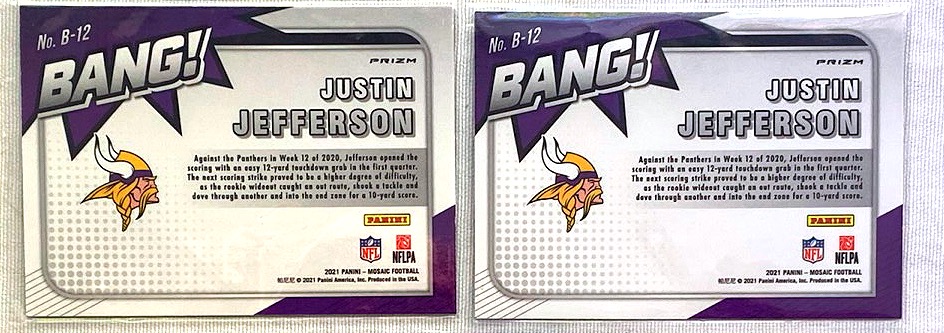 No. B-12
BANG!
PRIZM
JUSTIN
JEFFERSON
Against the Panthers in Week 12 of 2020, Jefferson opened the
scoring with an easy 12-yard touchdown grab in the first quarter.
The next scoring strike proved to be a higher degree of difficulty,
as the rookie wideout caught an out route, shook a tackle and
dove through another and into the end zone for a 10-yard score.
PANINI
NFL
NFLPA
2021 PANINI – MOSAIC FOOTBALL
帕尼尼 © 2021 Panini America, Inc. Produced in the USA.
No. B-12
BANG!
PRIZM
JUSTIN
JEFFERSON
Against the Panthers in Week 12 of 2020, Jefferson opened the
scoring with an easy 12-yard touchdown grab in the first quarter.
The next scoring strike proved to be a higher degree of difficulty,
as the rookie wideout caught an out route, shook a tackle and
dove through another and into the end zone for a 10-yard score.
PANINI
NFL
NFLPA
2021 PANINI – MOSAIC FOOTBALL
帕尼尼 © 2021 Panini America, Inc. Produced in the USA.